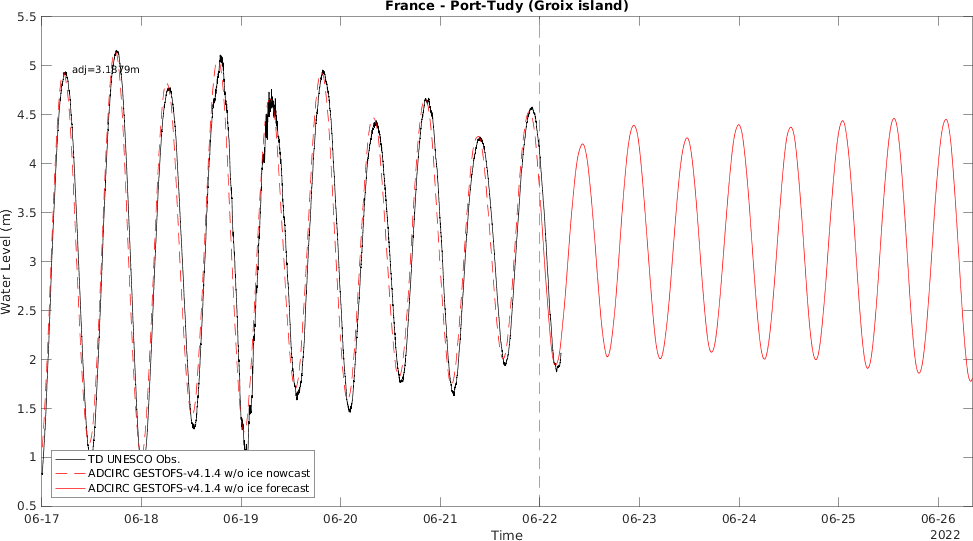 France - Port-Tudy (Groix island)
5.5
5
4.5
4
3.5
3
2.5
2
1.5
1
0.5
Water Level (m)
adj=3.1879m
TD UNESCO Obs.
ADCIRC GESTOFS-v4.1.4 w/o ice nowcast
ADCIRC GESTOFS-v4.1.4 w/o ice forecast
06-17 06-18 06-19 06-20 06-21 06-22 06-23 06-24 06-25 06-26
Time
2022